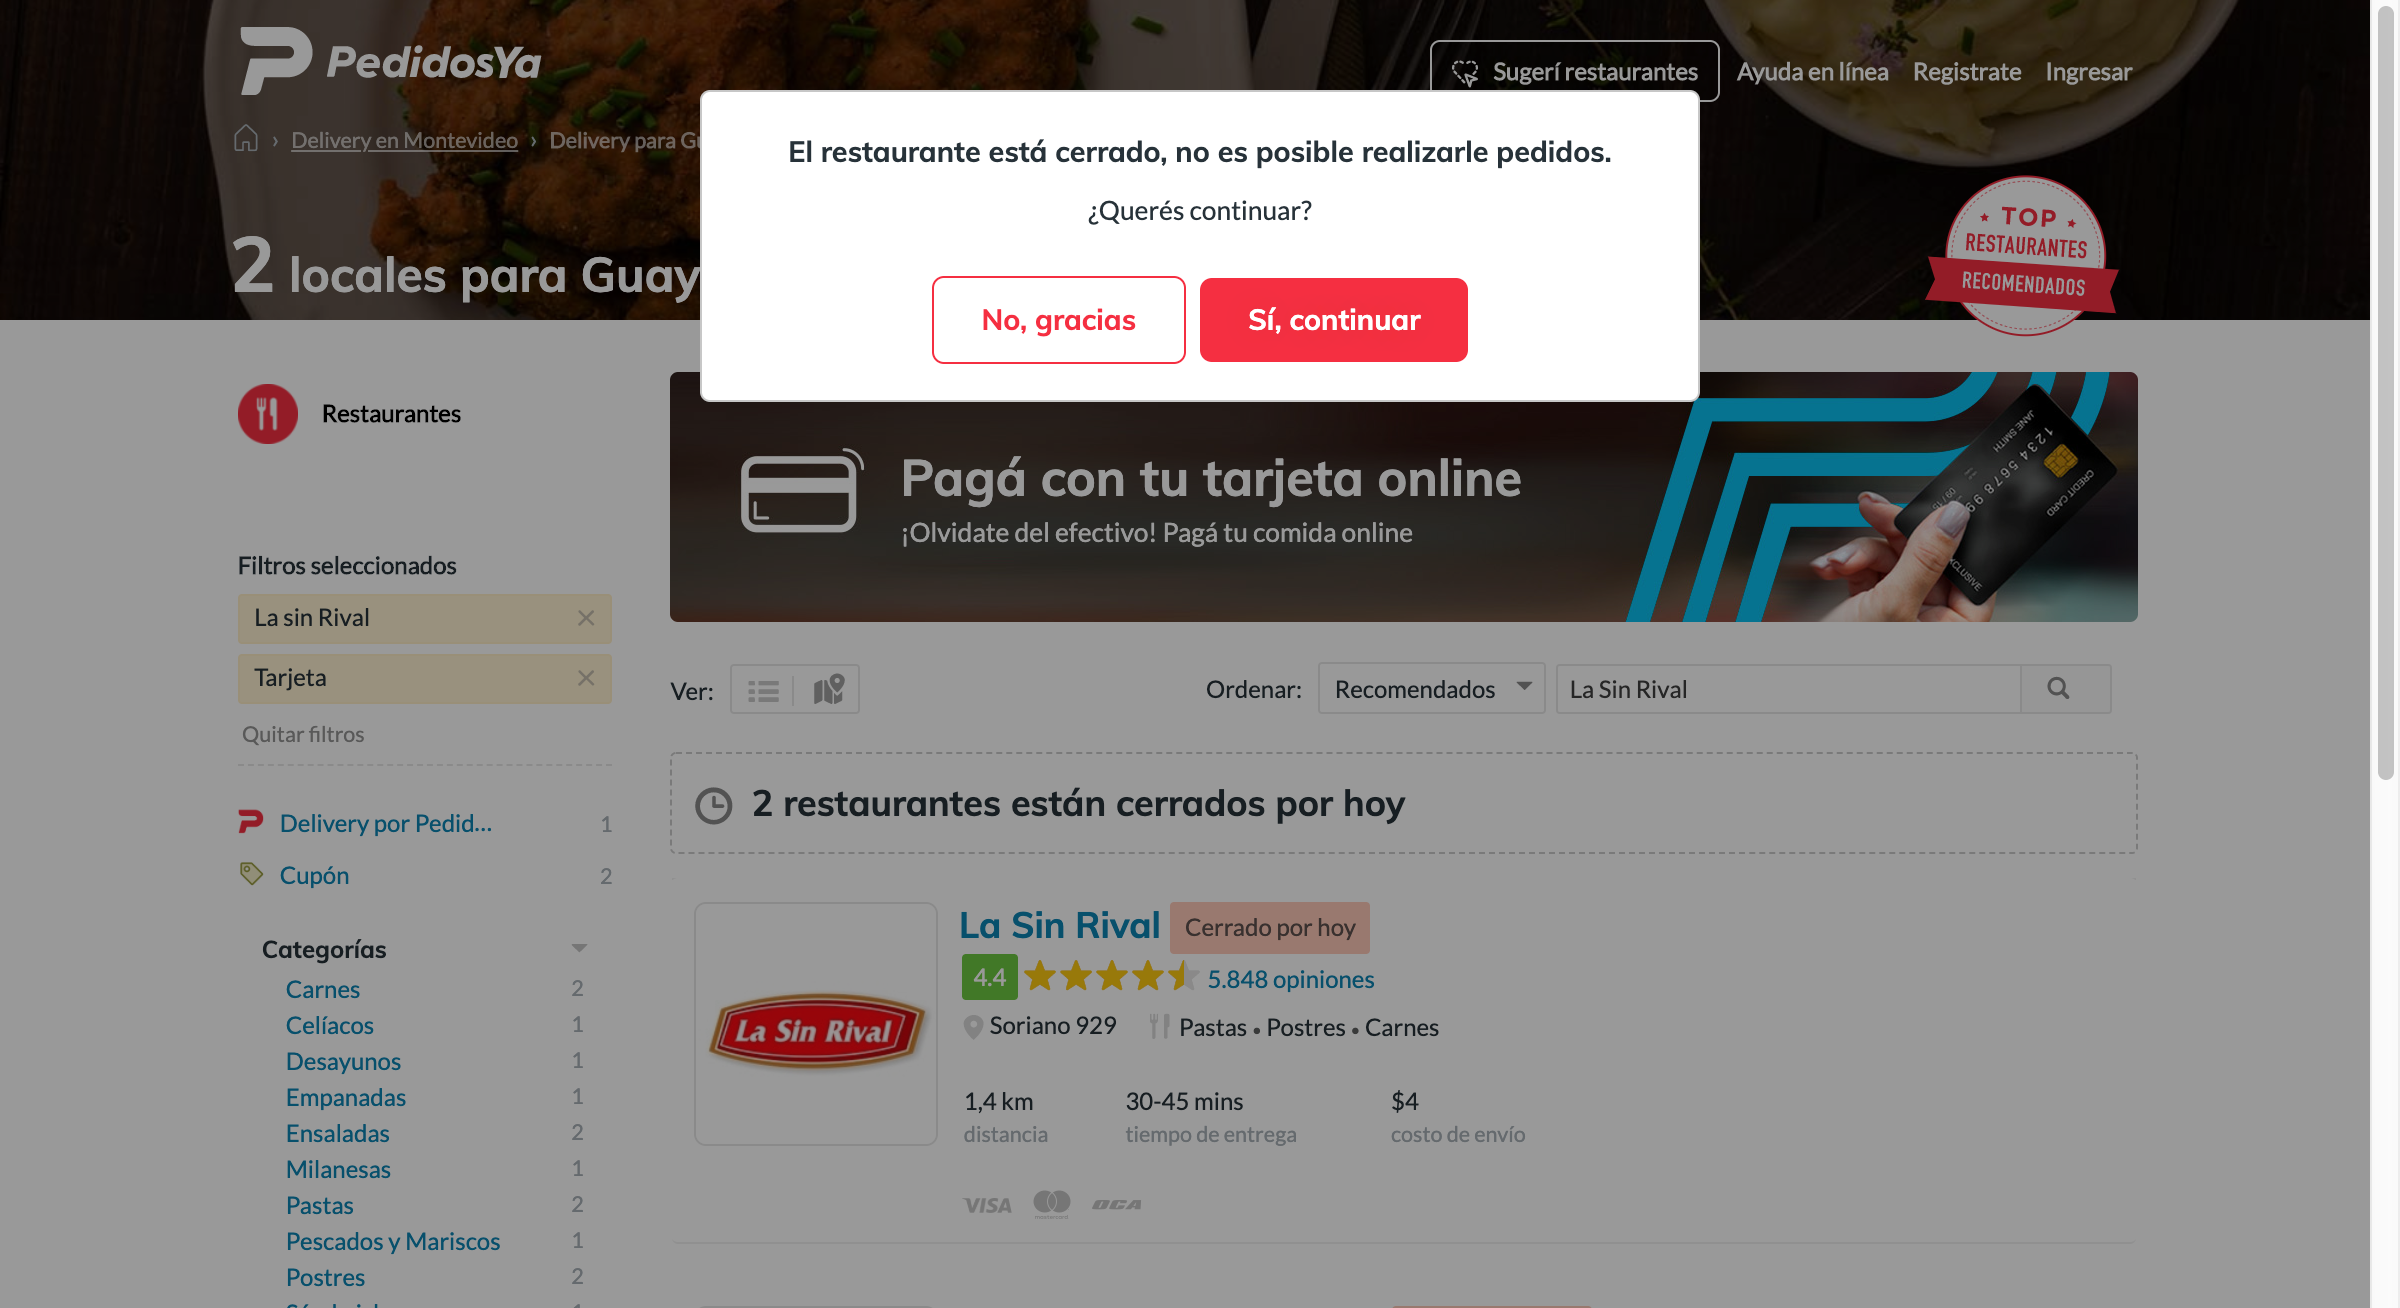 PedidosYa
Sugerí restaurantes
Ayuda en línea
Registrate
Ingresar
› Delivery en Montevideo › Delivery para Gu
El restaurante está cerrado, no es posible realizarle pedidos.
¿Querés continuar?
No, gracias
Sí, continuar
2 locales para Guay
TOP
RESTAURANTES
RECOMENDADOS
Restaurantes
Pagá con tu tarjeta online
¡Olvidate del efectivo! Pagá tu comida online
JANE SMITH
CREDIT CARD
Filtros seleccionados
La sin Rival
Tarjeta
Quitar filtros
Ver:
Ordenar:
Recomendados
La Sin Rival
2 restaurantes están cerrados por hoy
Delivery por Pedid... 1
Cupón 2
Categorías
Carnes 2
Celíacos 1
Desayunos 1
Empanadas 1
Ensaladas 2
Milanesas 1
Pastas 2
Pescados y Mariscos 1
Postres 2
La Sin Rival
La Sin Rival Cerrado por hoy
4.4 5.848 opiniones
Soriano 929 Pastas • Postres • Carnes
1,4 km 30-45 mins $4
distancia tiempo de entrega costo de envío
VISA OCA